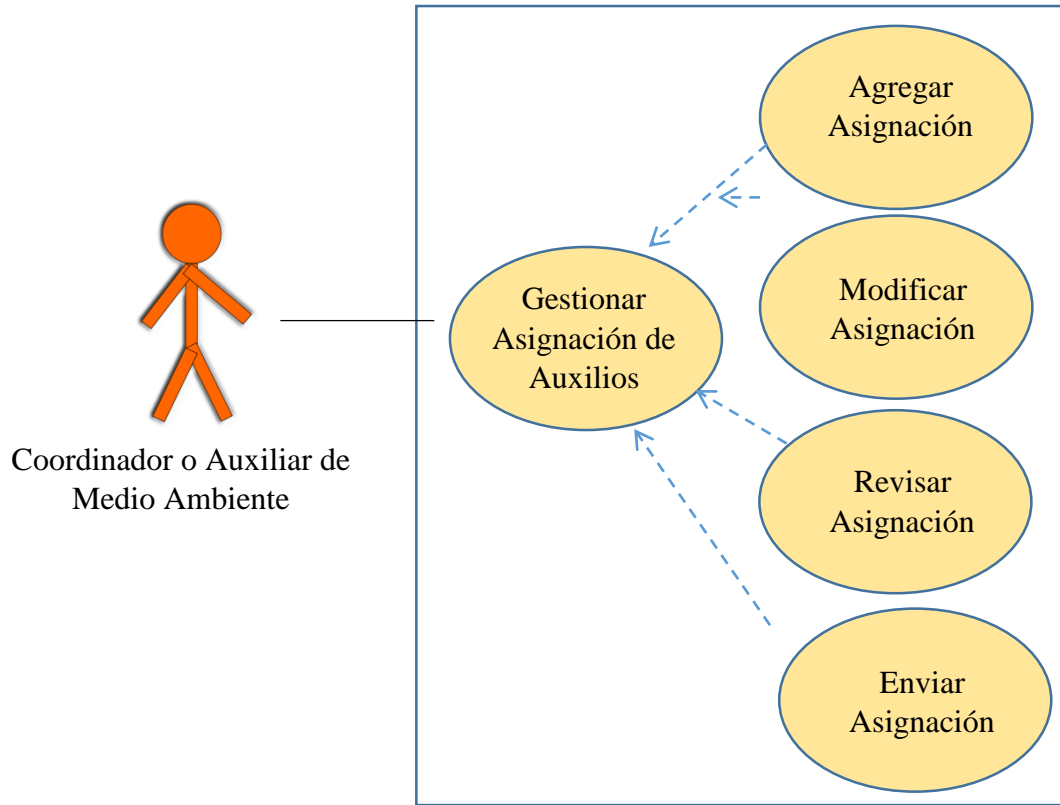 Agregar
Asignación
Gestionar
Asignación de
Auxilios
Modificar
Asignación
Coordinador o Auxiliar de
Medio Ambiente
Revisar
Asignación
Enviar
Asignación